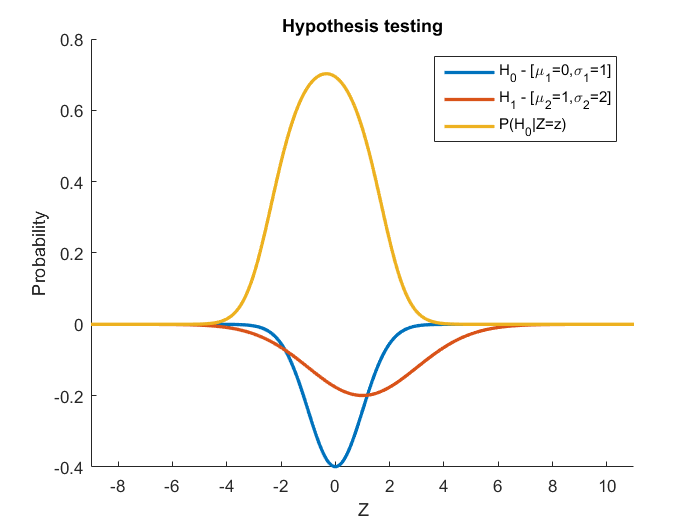 Hypothesis testing
H0 - [μ1=0,σ1=1]
H1 - [μ2=1,σ2=2]
P(H0|Z=z)
Probability
0.8
0.6
0.4
0.2
0
-0.2
-0.4
-8 -6 -4 -2 0 2 4 6 8 10
Z